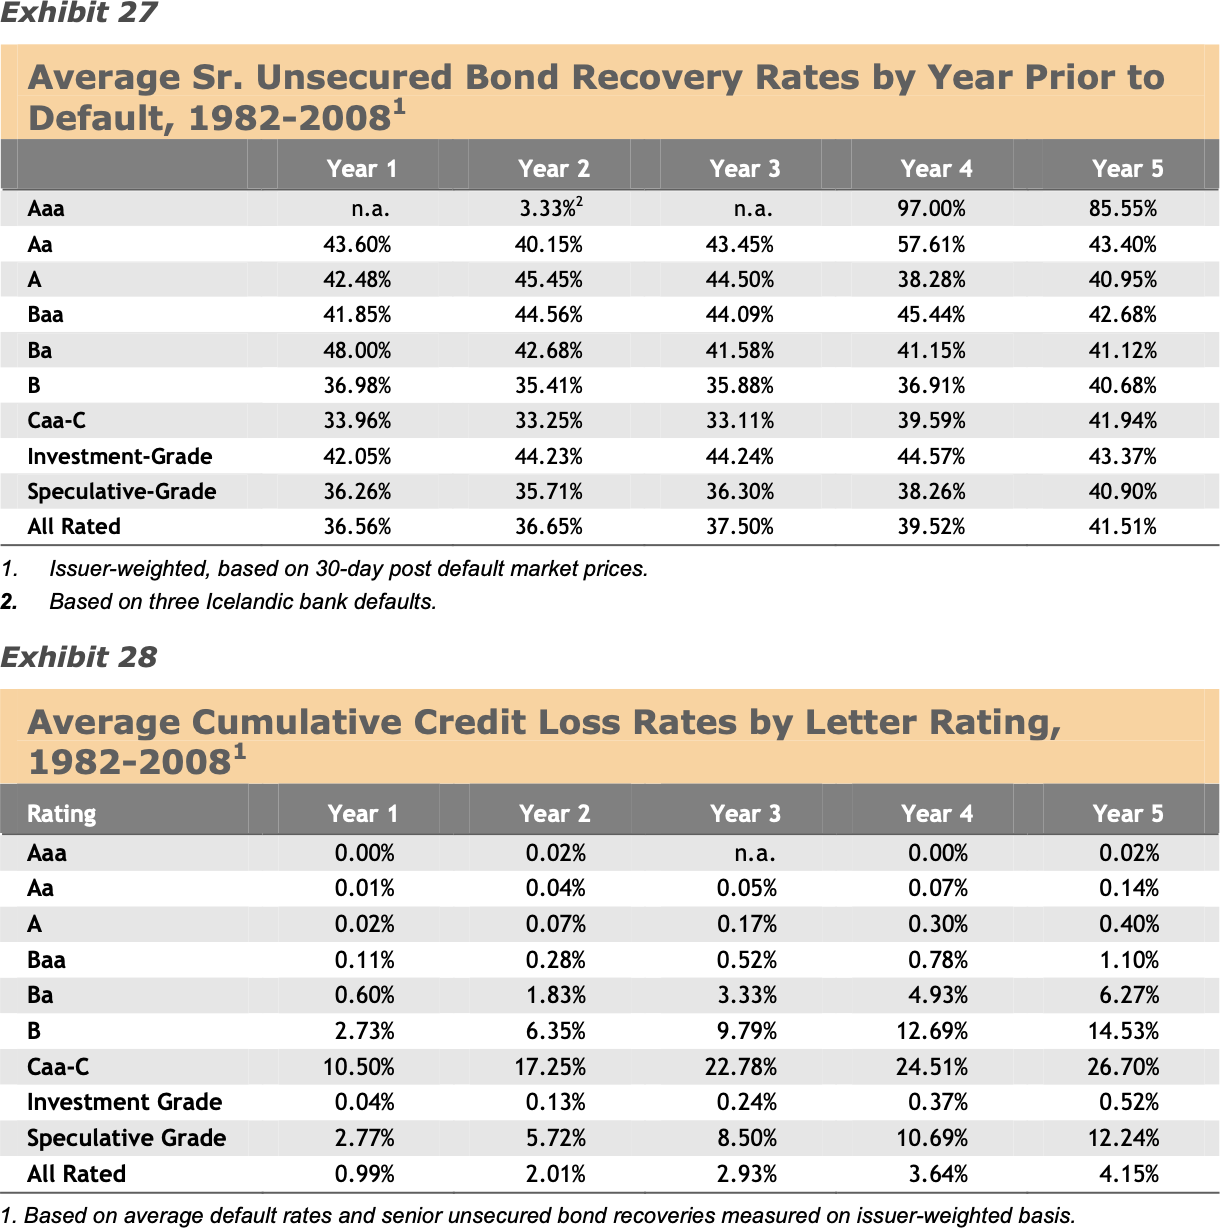 Exhibit 27
Average Sr. Unsecured Bond Recovery Rates by Year Prior to
Default, 1982-2008¹
Year 1 Year 2 Year 3 Year 4 Year 5
Aaa n.a. 3.33%² n.a. 97.00% 85.55%
Aa 43.60% 40.15% 43.45% 57.61% 43.40%
A 42.48% 45.45% 44.50% 38.28% 40.95%
Baa 41.85% 44.56% 44.09% 45.44% 42.68%
Ba 48.00% 42.68% 41.58% 41.15% 41.12%
B 36.98% 35.41% 35.88% 36.91% 40.68%
Caa-C 33.96% 33.25% 33.11% 39.59% 41.94%
Investment-Grade 42.05% 44.23% 44.24% 44.57% 43.37%
Speculative-Grade 36.26% 35.71% 36.30% 38.26% 40.90%
All Rated 36.56% 36.65% 37.50% 39.52% 41.51%
1. Issuer-weighted, based on 30-day post default market prices.
2. Based on three Icelandic bank defaults.
Exhibit 28
Average Cumulative Credit Loss Rates by Letter Rating,
1982-2008¹
Rating Year 1 Year 2 Year 3 Year 4 Year 5
Aaa 0.00% 0.02% n.a. 0.00% 0.02%
Aa 0.01% 0.04% 0.05% 0.07% 0.14%
A 0.02% 0.07% 0.17% 0.30% 0.40%
Baa 0.11% 0.28% 0.52% 0.78% 1.10%
Ba 0.60% 1.83% 3.33% 4.93% 6.27%
B 2.73% 6.35% 9.79% 12.69% 14.53%
Caa-C 10.50% 17.25% 22.78% 24.51% 26.70%
Investment Grade 0.04% 0.13% 0.24% 0.37% 0.52%
Speculative Grade 2.77% 5.72% 8.50% 10.69% 12.24%
All Rated 0.99% 2.01% 2.93% 3.64% 4.15%
1. Based on average default rates and senior unsecured bond recoveries measured on issuer-weighted basis.